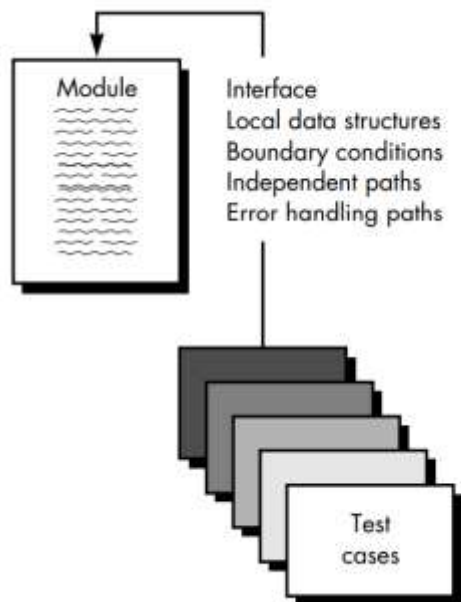 Module
Interface
Local data structures
Boundary conditions
Independent paths
Error handling paths
Test
cases